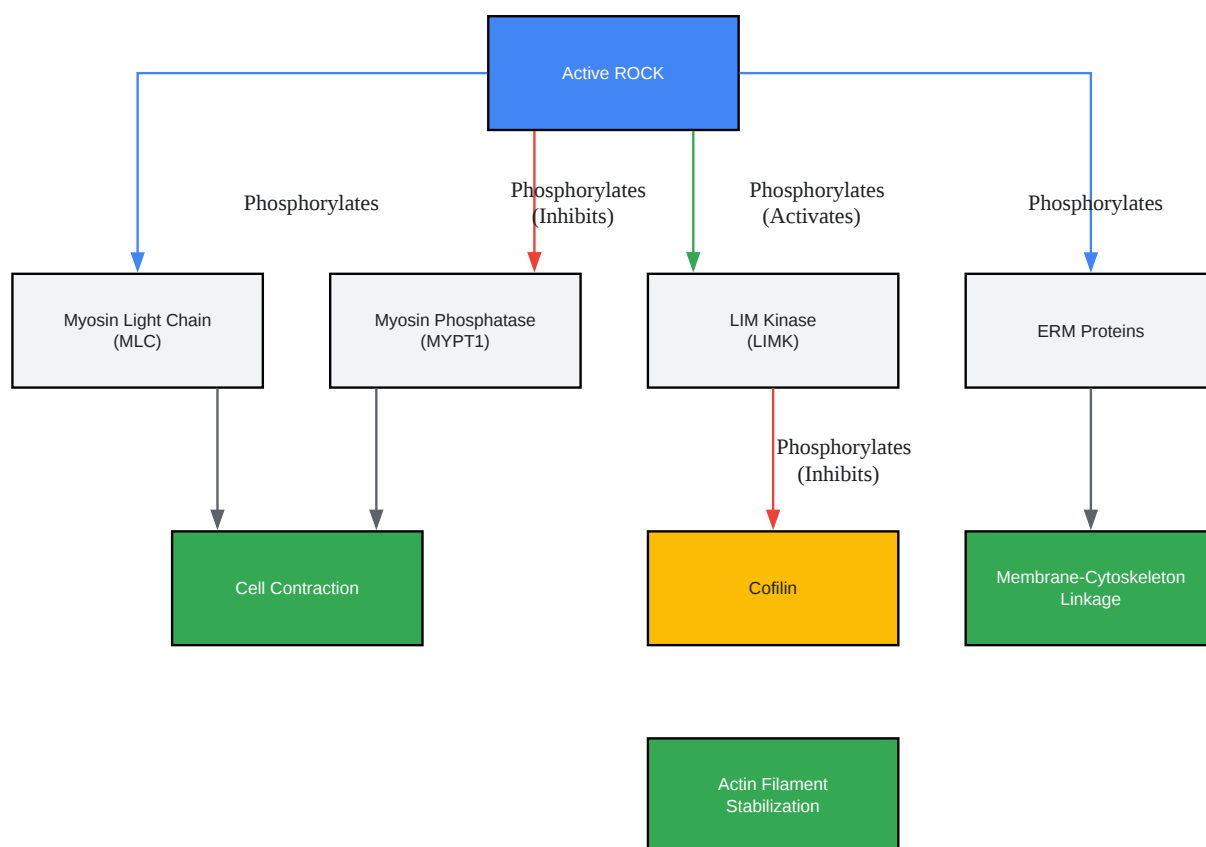 Active ROCK
Phosphorylates
Phosphorylates
(Inhibits)
Phosphorylates
(Activates)
Phosphorylates
Myosin Light Chain
(MLC)
Myosin Phosphatase
(MYPT1)
LIM Kinase
(LIMK)
ERM Proteins
Phosphorylates
(Inhibits)
Cell Contraction
Cofilin
Membrane-Cytoskeleton
Linkage
Actin Filament
Stabilization